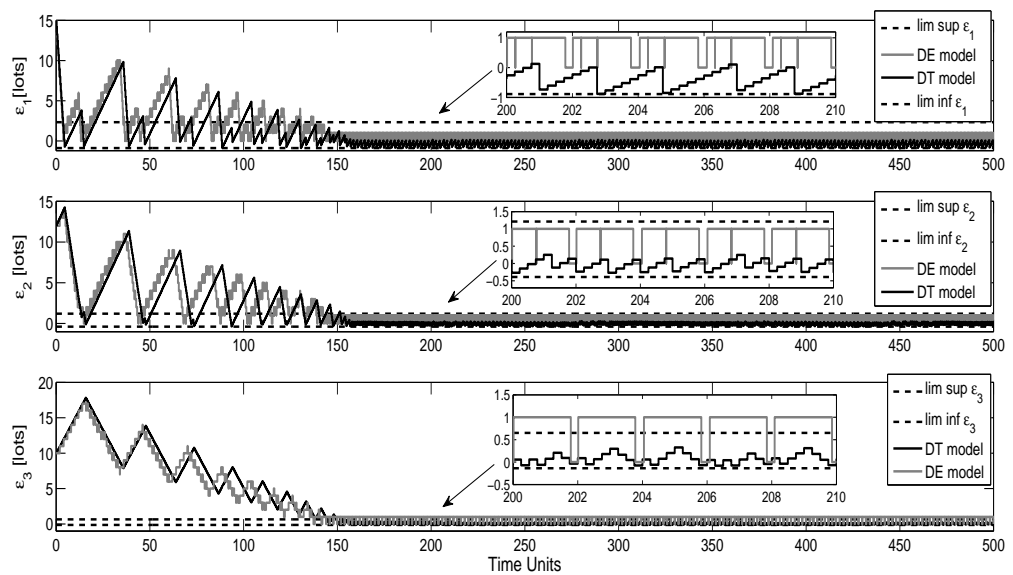 ε1 [lots]
15
10
5
0
0 50 100 150 200 250 300 350 400 450 500
1
0
−1
200 202 204 206 208 210
lim sup ε1
DE model
DT model
lim inf ε1
ε2 [lots]
15
10
5
0
0 50 100 150 200 250 300 350 400 450 500
1.5
1
0.5
0
−0.5
200 202 204 206 208 210
lim sup ε2
lim inf ε2
DE model
DT model
ε3 [lots]
20
15
10
5
0
0 50 100 150 200 250 300 350 400 450 500
1.5
1
0.5
0
−0.5
200 202 204 206 208 210
lim sup ε3
lim inf ε3
DT model
DE model
Time Units